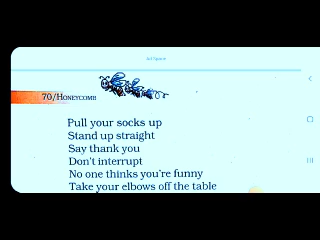 Ad Space
70/HONEYCOMB
Pull your socks up
Stand up straight
Say thank you
Don't interrupt
No one thinks you're funny
Take your elbows off the table